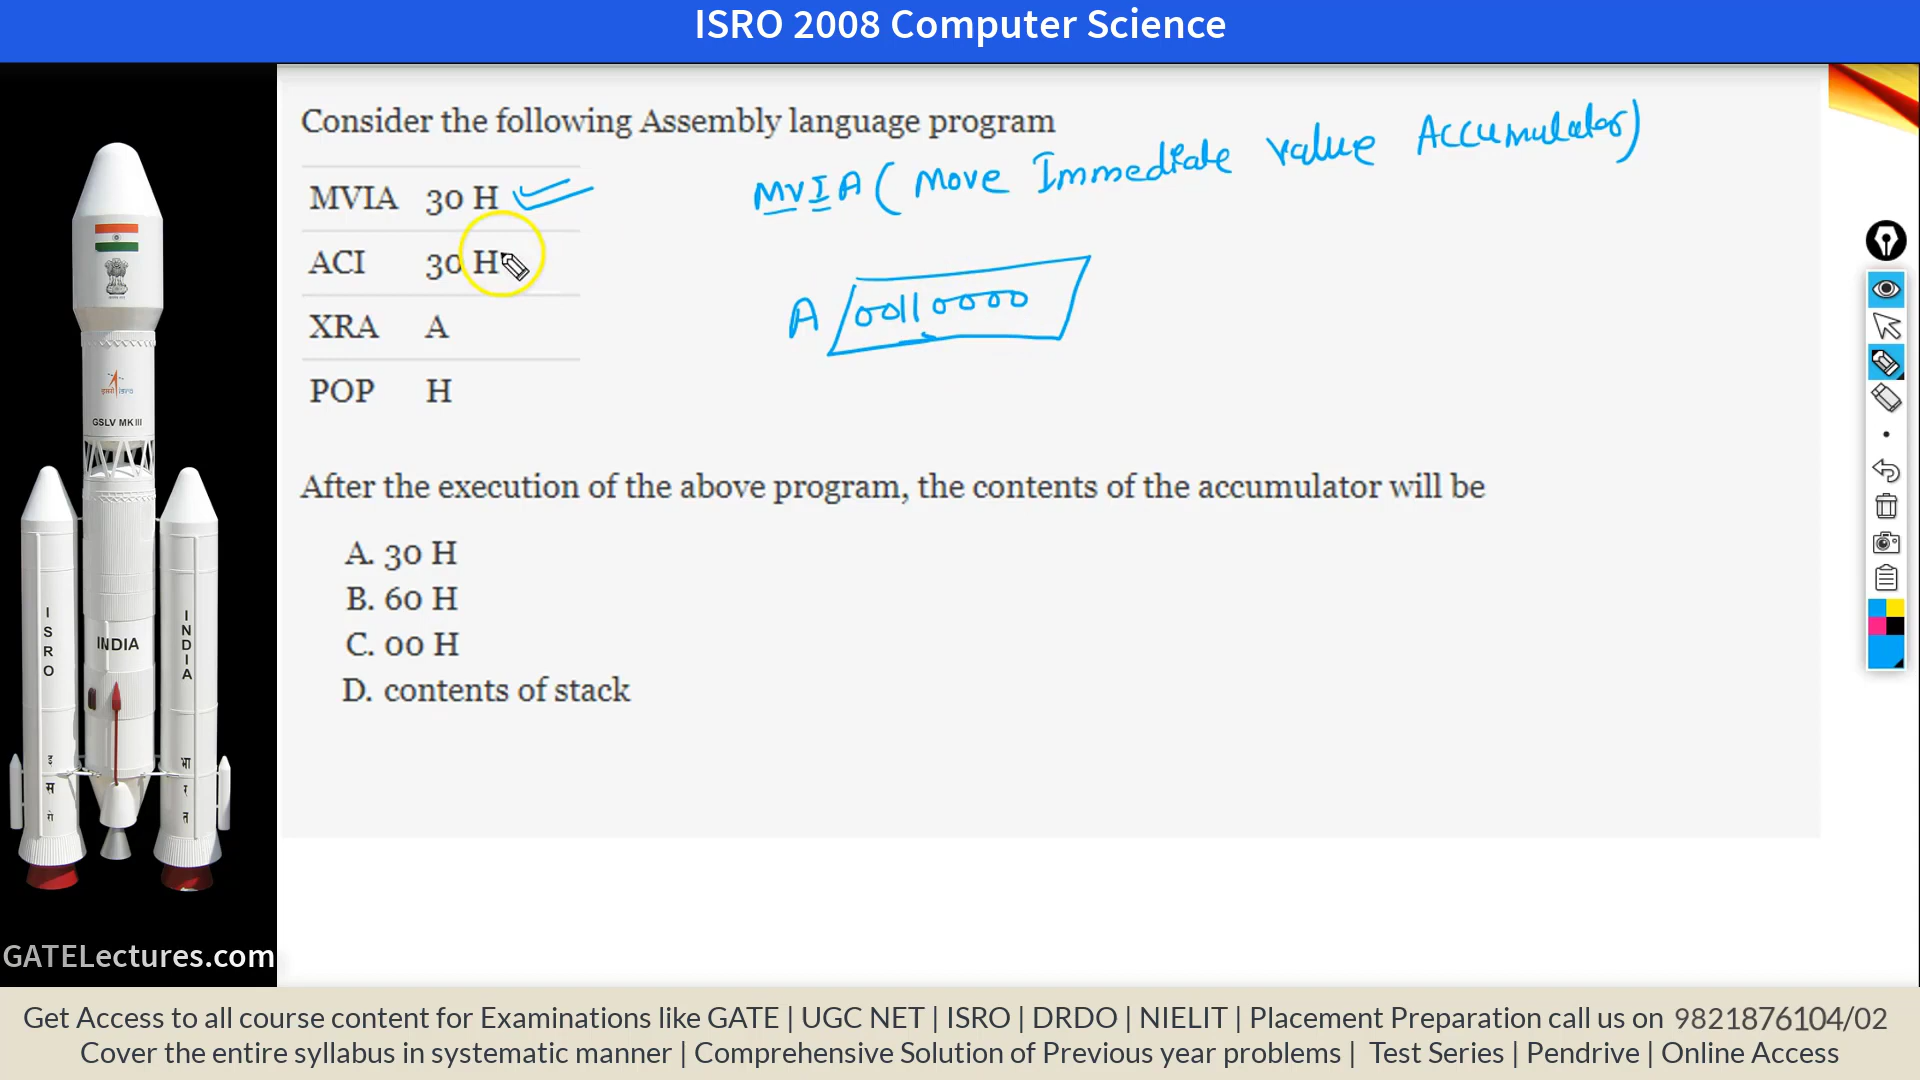 ISRO 2008 Computer Science
Consider the following Assembly language program
MVIA 30 H
ACI 30 H
XRA A
POP H
MVIA (Move Immediate value Accumulator)
A 00110000
After the execution of the above program, the contents of the accumulator will be
A. 30 H
B. 60 H
C. 00 H
D. contents of stack
GSLV MK III
ISRO
INDIA
INDIA
GATELectures.com
Get Access to all course content for Examinations like GATE | UGC NET | ISRO | DRDO | NIELIT | Placement Preparation call us on 9821876104/02
Cover the entire syllabus in systematic manner | Comprehensive Solution of Previous year problems | Test Series | Pendrive | Online Access